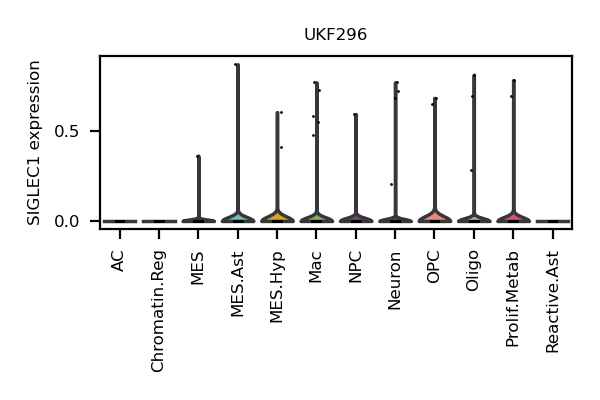 UKF296
SIGLEC1 expression
0.5
0.0
AC
Chromatin.Reg
MES
MES.Ast
MES.Hyp
Mac
NPC
Neuron
OPC
Oligo
Prolif.Metab
Reactive.Ast